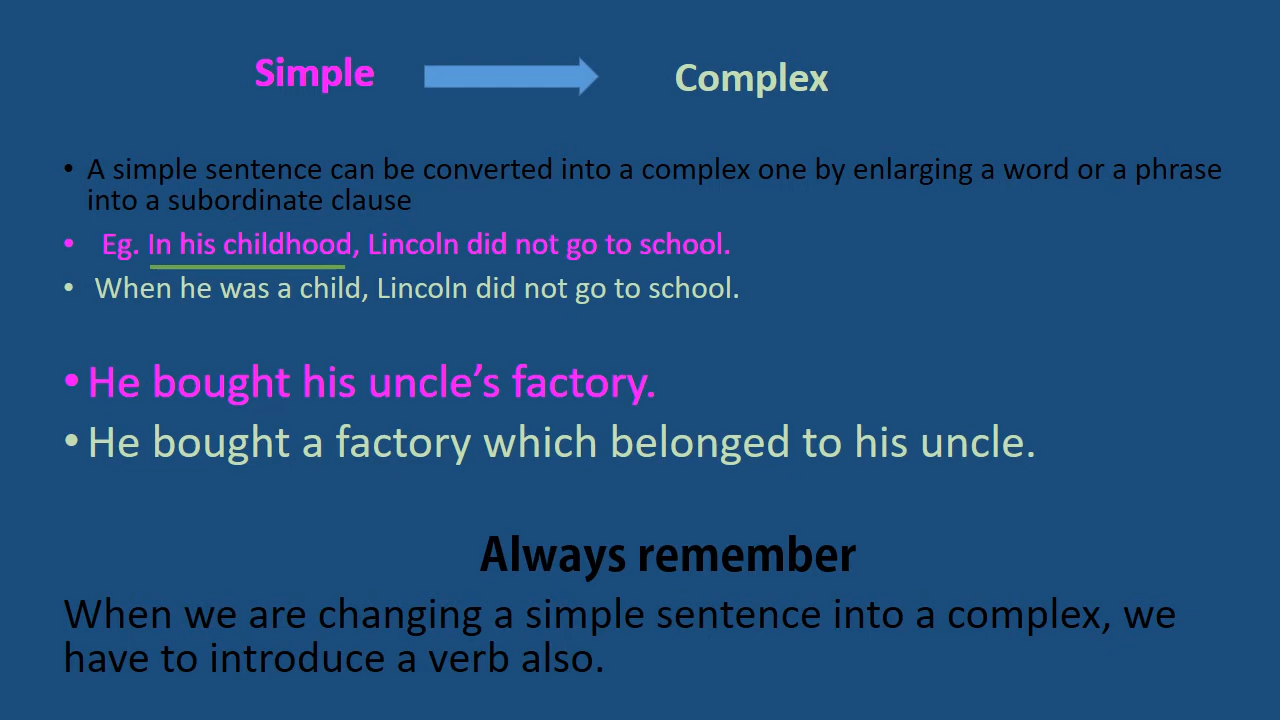 Simple Complex
• A simple sentence can be converted into a complex one by enlarging a word or a phrase
into a subordinate clause
• Eg. In his childhood, Lincoln did not go to school.
• When he was a child, Lincoln did not go to school.
• He bought his uncle’s factory.
• He bought a factory which belonged to his uncle.
Always remember
When we are changing a simple sentence into a complex, we
have to introduce a verb also.